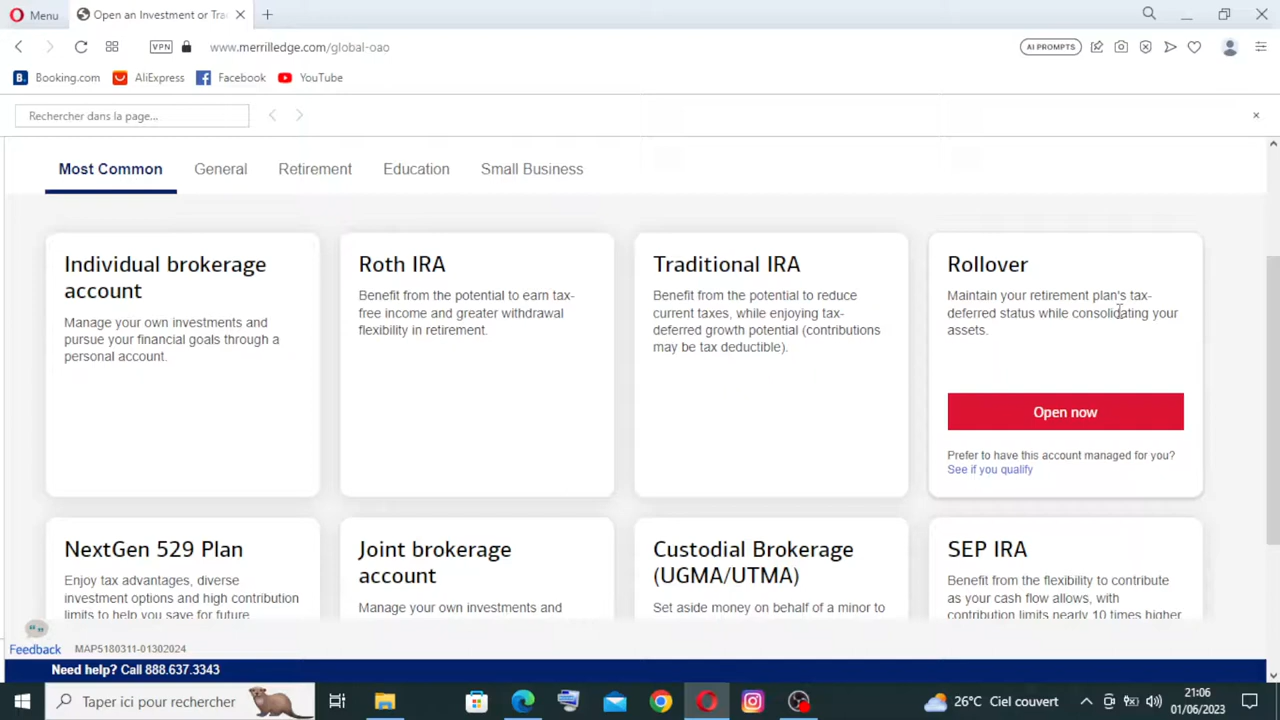 Menu
Open an Investment or Tra
VPN
www.merrilledge.com/global-oao
AI PROMPTS
B. Booking.com
AliExpress
Facebook
YouTube
Rechercher dans la page...
Most Common
General
Retirement
Education
Small Business
Individual brokerage
account
Manage your own investments and
pursue your financial goals through a
personal account.
Roth IRA
Benefit from the potential to earn tax-
free income and greater withdrawal
flexibility in retirement.
Traditional IRA
Benefit from the potential to reduce
current taxes, while enjoying tax-
deferred growth potential (contributions
may be tax deductible).
Rollover
Maintain your retirement plan's tax-
deferred status while consolidating your
assets.
Open now
Prefer to have this account managed for you?
See if you qualify
NextGen 529 Plan
Enjoy tax advantages, diverse
investment options and high contribution
limits to help you save for future
Joint brokerage
account
Manage your own investments and
Custodial Brokerage
(UGMA/UTMA)
Set aside money on behalf of a minor to
SEP IRA
Benefit from the flexibility to contribute
as your cash flow allows, with
contribution limits nearly 10 times higher
Feedback
MAP5180311-01302024
Need help? Call 888.637.3343
Taper ici pour rechercher
26°C Ciel couvert
21:06
01/06/2023